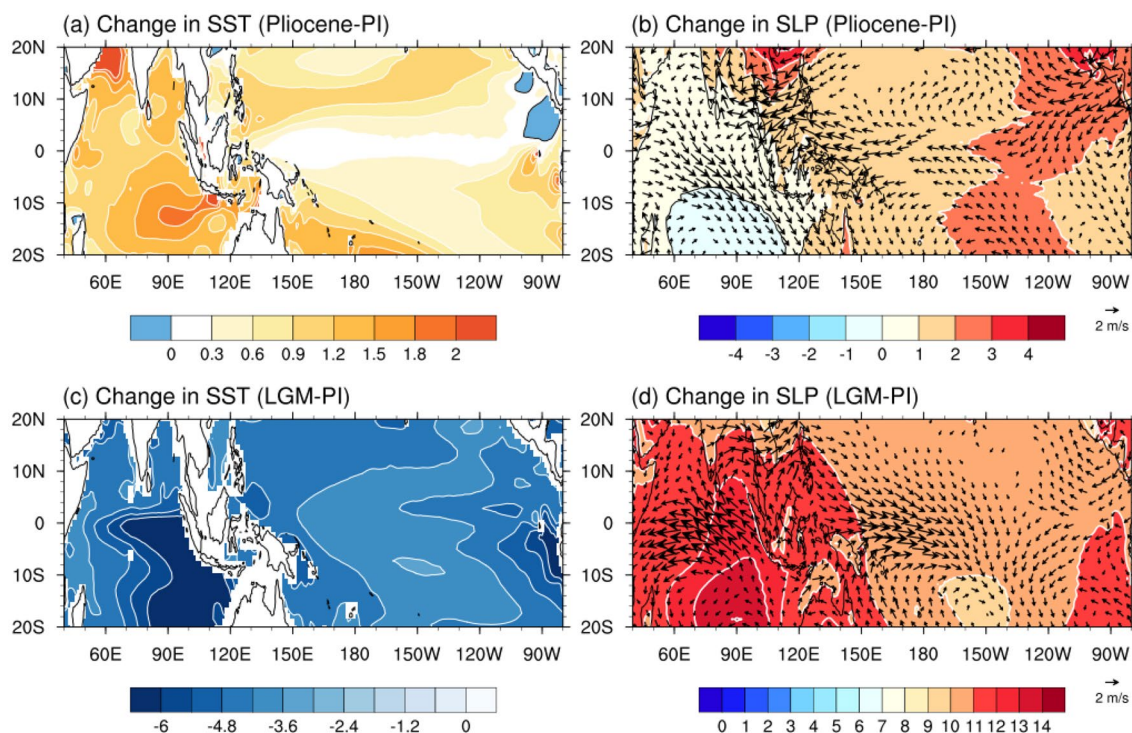 (a) Change in SST (Pliocene-PI)
20N
10N
0
10S
20S
60E 90E 120E 150E 180 150W 120W 90W
0 0.3 0.6 0.9 1.2 1.5 1.8 2
(b) Change in SLP (Pliocene-PI)
20N
10N
0
10S
20S
60E 90E 120E 150E 180 150W 120W 90W
-4 -3 -2 -1 0 1 2 3 4
2 m/s
(c) Change in SST (LGM-PI)
20N
10N
0
10S
20S
60E 90E 120E 150E 180 150W 120W 90W
-6 -4.8 -3.6 -2.4 -1.2 0
(d) Change in SLP (LGM-PI)
20N
10N
0
10S
20S
60E 90E 120E 150E 180 150W 120W 90W
0 1 2 3 4 5 6 7 8 9 10 11 12 13 14
2 m/s